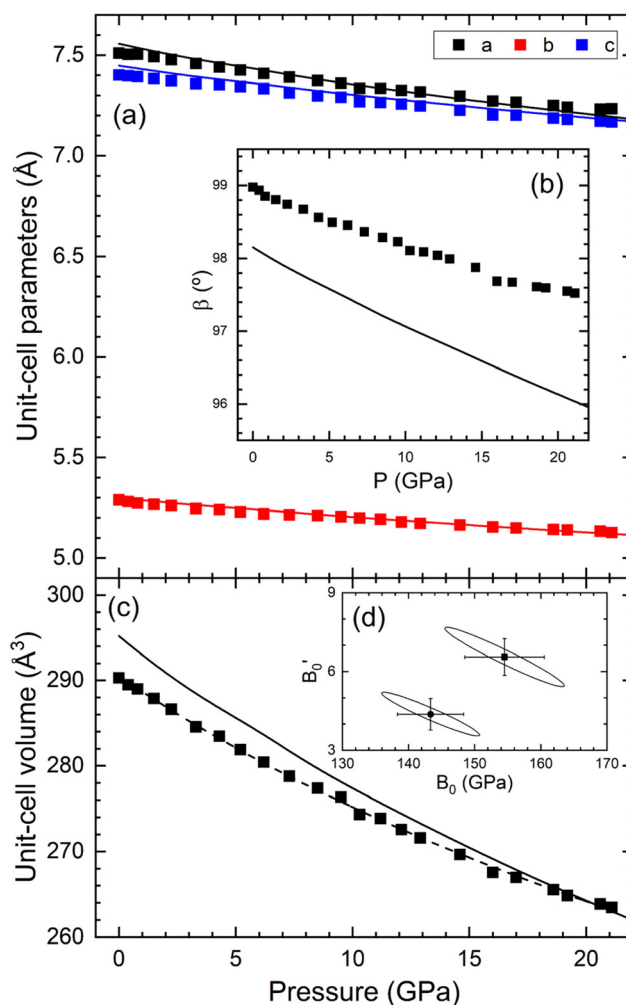 a b c
7.5
(a)
7.0
6.5
6.0
5.5
5.0
Unit-cell parameters (Å)
(b)
99
98
97
96
β (º)
0 5 10 15 20
P (GPa)
(c)
300
290
280
270
260
Unit-cell volume (Å³)
(d)
9
6
3
B₀'
130 140 150 160 170
B₀ (GPa)
0 5 10 15 20
Pressure (GPa)